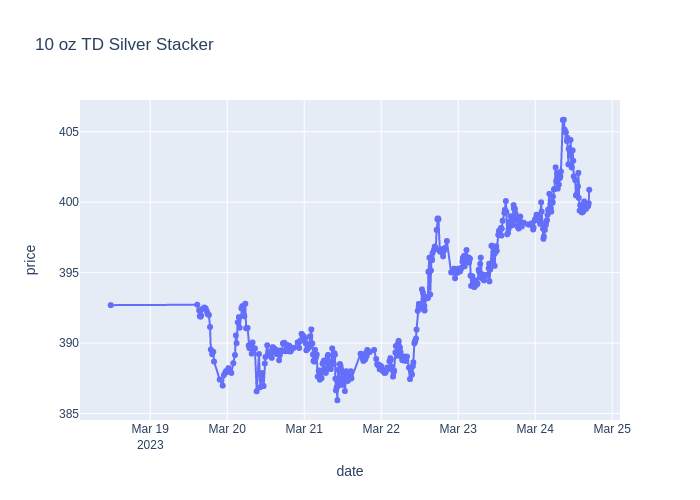 10 oz TD Silver Stacker
405
400
395
390
385
price
Mar 19
2023
Mar 20
Mar 21
Mar 22
Mar 23
Mar 24
Mar 25
date